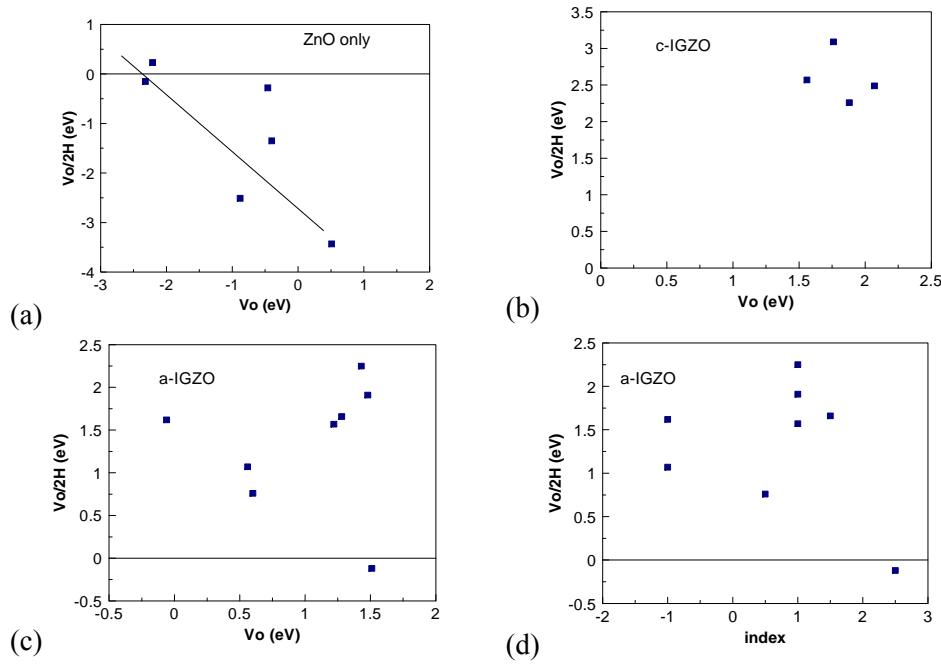 ZnO only
1
0
-1
-2
-3
-4
Vo/2H (eV)
-3 -2 -1 0 1 2
Vo (eV)
(a)
c-IGZO
3.5
3
2.5
2
1.5
1
0.5
0
Vo/2H (eV)
0 0.5 1 1.5 2 2.5
Vo (eV)
(b)
a-IGZO
2.5
2
1.5
1
0.5
0
-0.5
Vo/2H (eV)
-0.5 0 0.5 1 1.5 2
Vo (eV)
(c)
a-IGZO
2.5
2
1.5
1
0.5
0
-0.5
Vo/2H (eV)
-2 -1 0 1 2 3
index
(d)